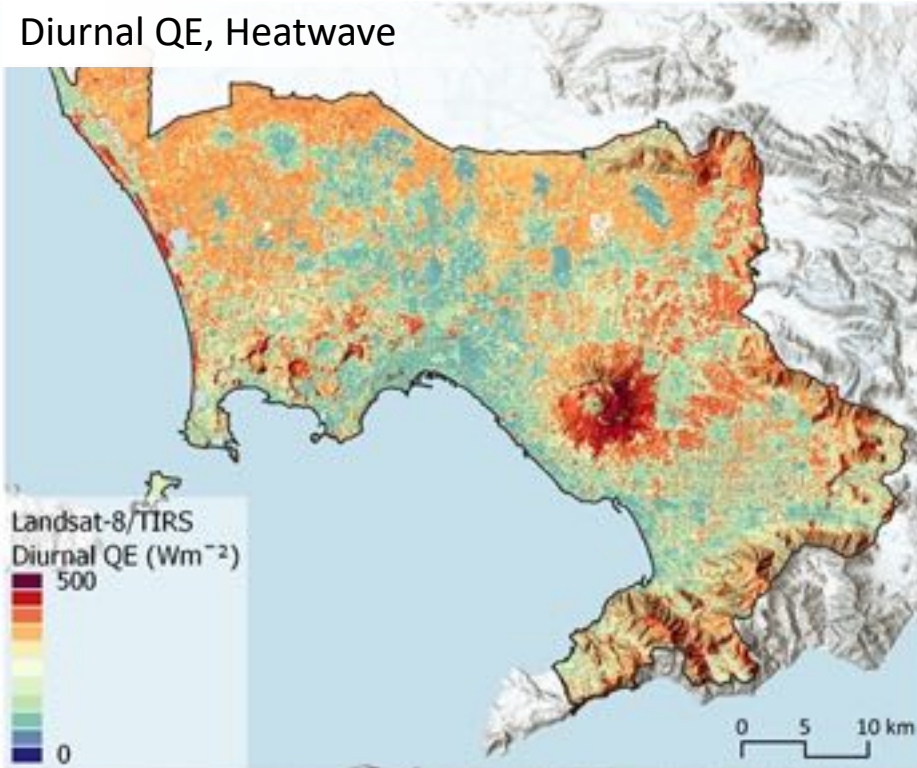 Diurnal QE, Heatwave
Landsat-8/TIRS
Diurnal QE (Wm⁻²)
500
0
0 5 10 km